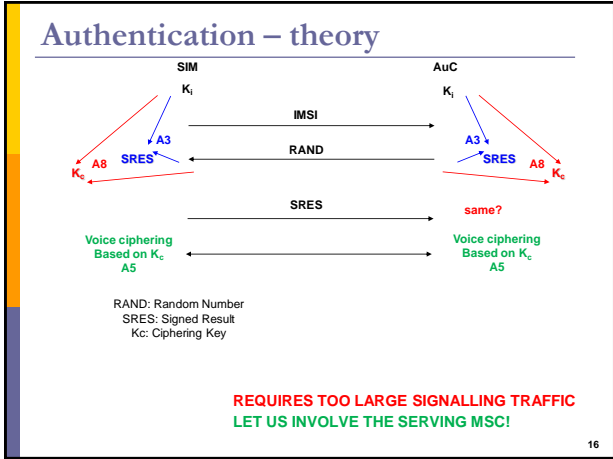 Authentication – theory
SIM
AuC
Ki
Ki
IMSI
A3
A3
RAND
SRES
SRES
A8
A8
Kc
Kc
SRES
same?
Voice ciphering
Based on Kc
A5
Voice ciphering
Based on Kc
A5
RAND: Random Number
SRES: Signed Result
Kc: Ciphering Key
REQUIRES TOO LARGE SIGNALLING TRAFFIC
LET US INVOLVE THE SERVING MSC!
16